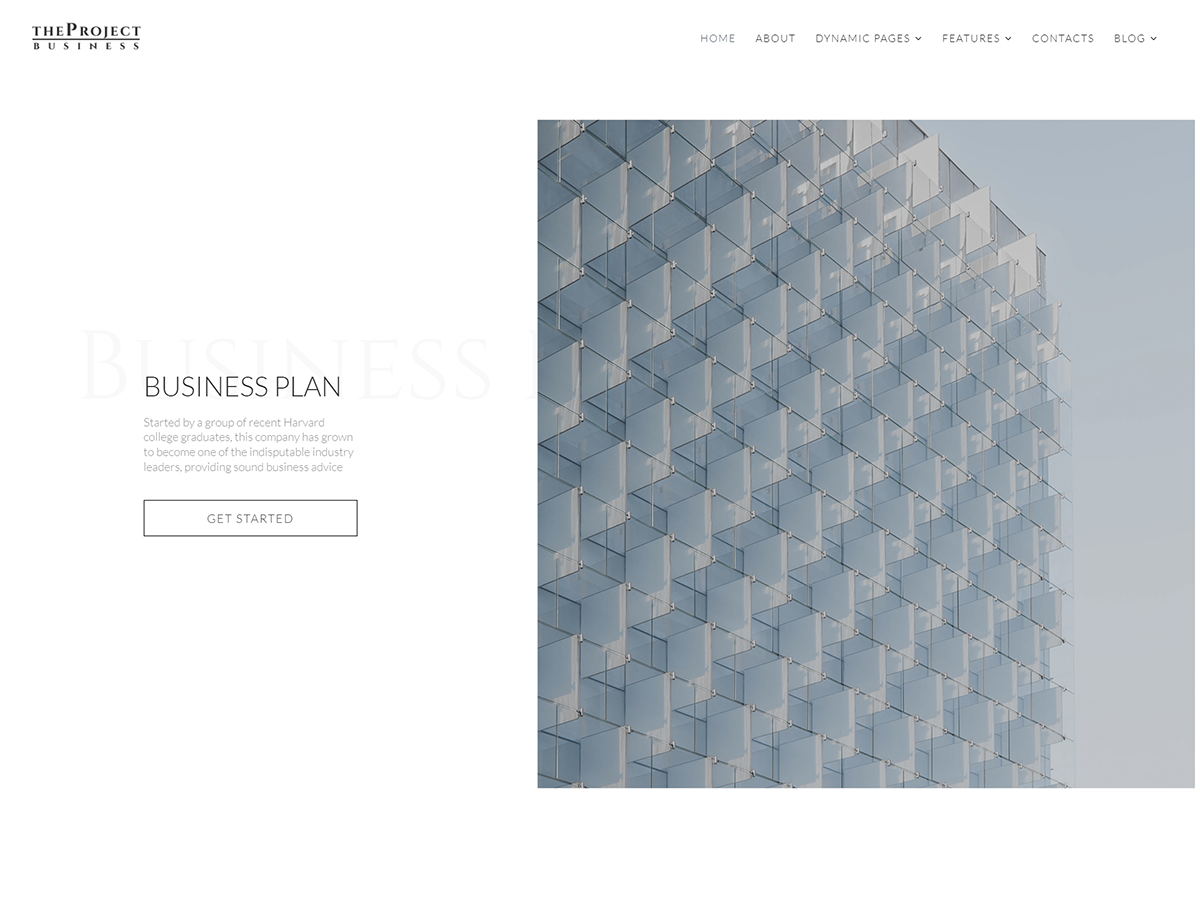 THEPROJECT
BUSINESS
HOME ABOUT DYNAMIC PAGES FEATURES CONTACTS BLOG
BUSINESS
BUSINESS PLAN
Started by a group of recent Harvard
college graduates, this company has grown
to become one of the indisputable industry
leaders, providing sound business advice
GET STARTED